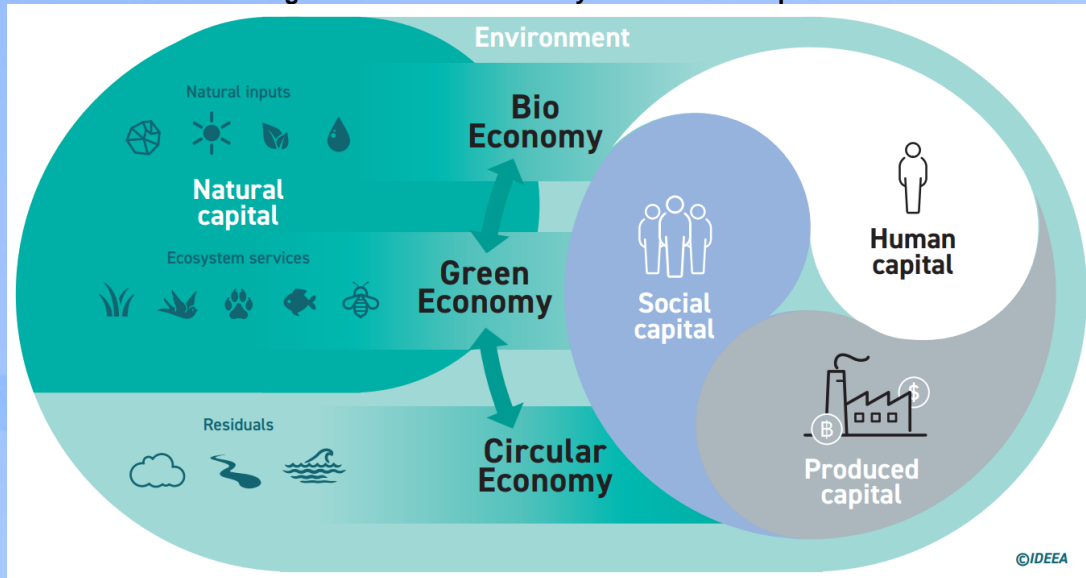 Environment
Natural inputs
Bio
Economy
Natural
capital
Human
capital
Ecosystem services
Green
Economy
Social
capital
Residuals
Circular
Economy
$
B
Produced
capital
©IDEEA